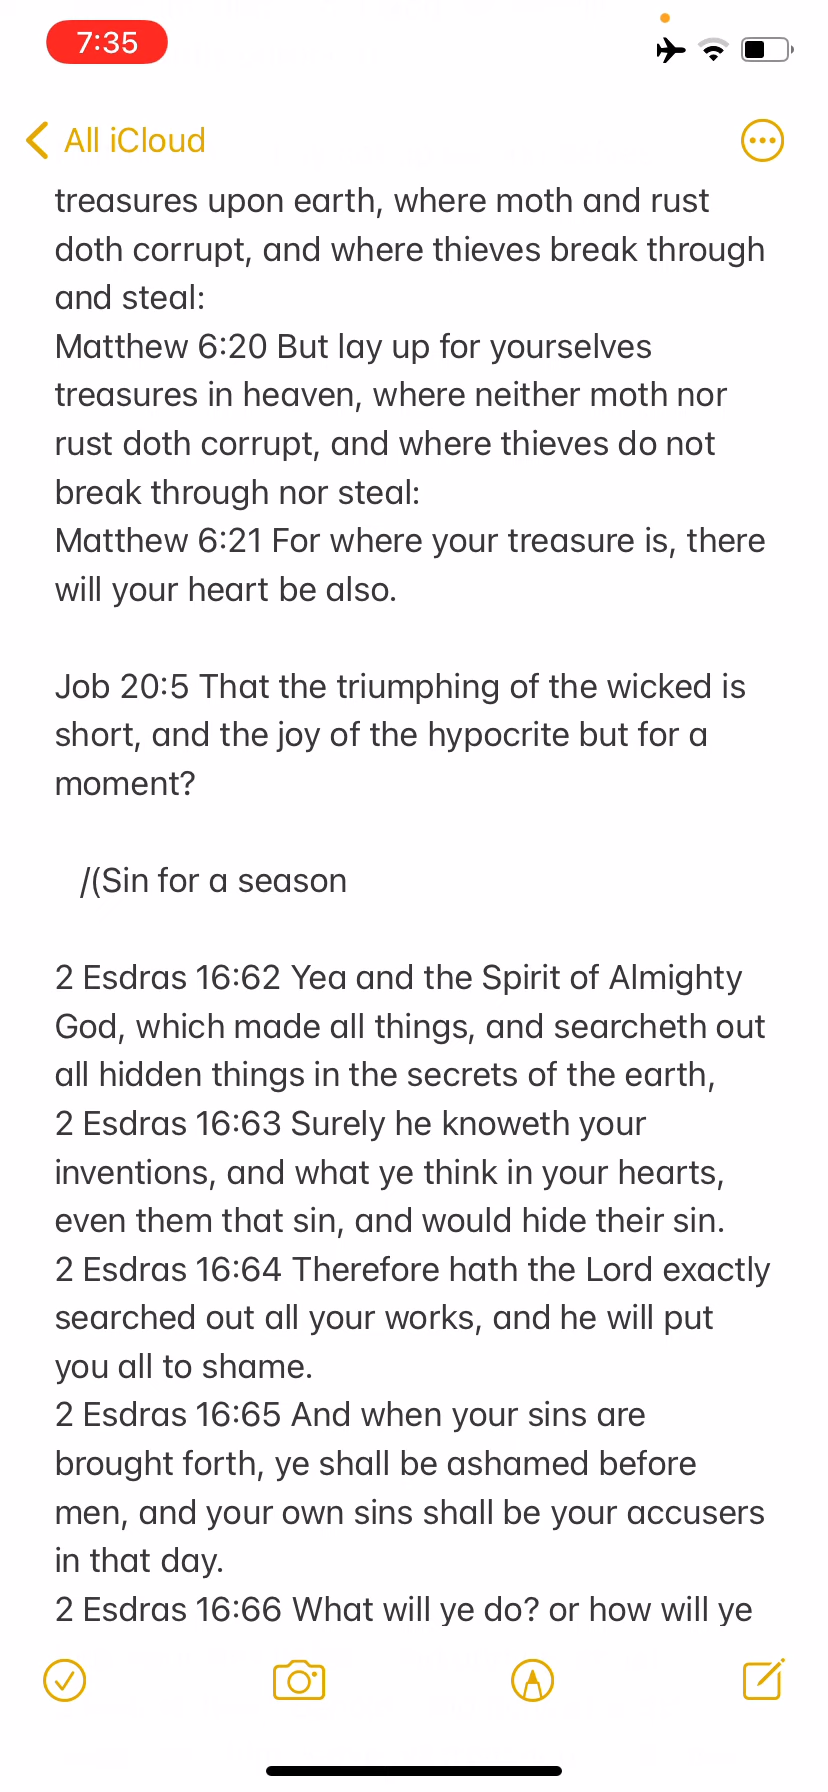 7:35
All iCloud
treasures upon earth, where moth and rust
doth corrupt, and where thieves break through
and steal:
Matthew 6:20 But lay up for yourselves
treasures in heaven, where neither moth nor
rust doth corrupt, and where thieves do not
break through nor steal:
Matthew 6:21 For where your treasure is, there
will your heart be also.
Job 20:5 That the triumphing of the wicked is
short, and the joy of the hypocrite but for a
moment?
/(Sin for a season
2 Esdras 16:62 Yea and the Spirit of Almighty
God, which made all things, and searcheth out
all hidden things in the secrets of the earth,
2 Esdras 16:63 Surely he knoweth your
inventions, and what ye think in your hearts,
even them that sin, and would hide their sin.
2 Esdras 16:64 Therefore hath the Lord exactly
searched out all your works, and he will put
you all to shame.
2 Esdras 16:65 And when your sins are
brought forth, ye shall be ashamed before
men, and your own sins shall be your accusers
in that day.
2 Esdras 16:66 What will ye do? or how will ye